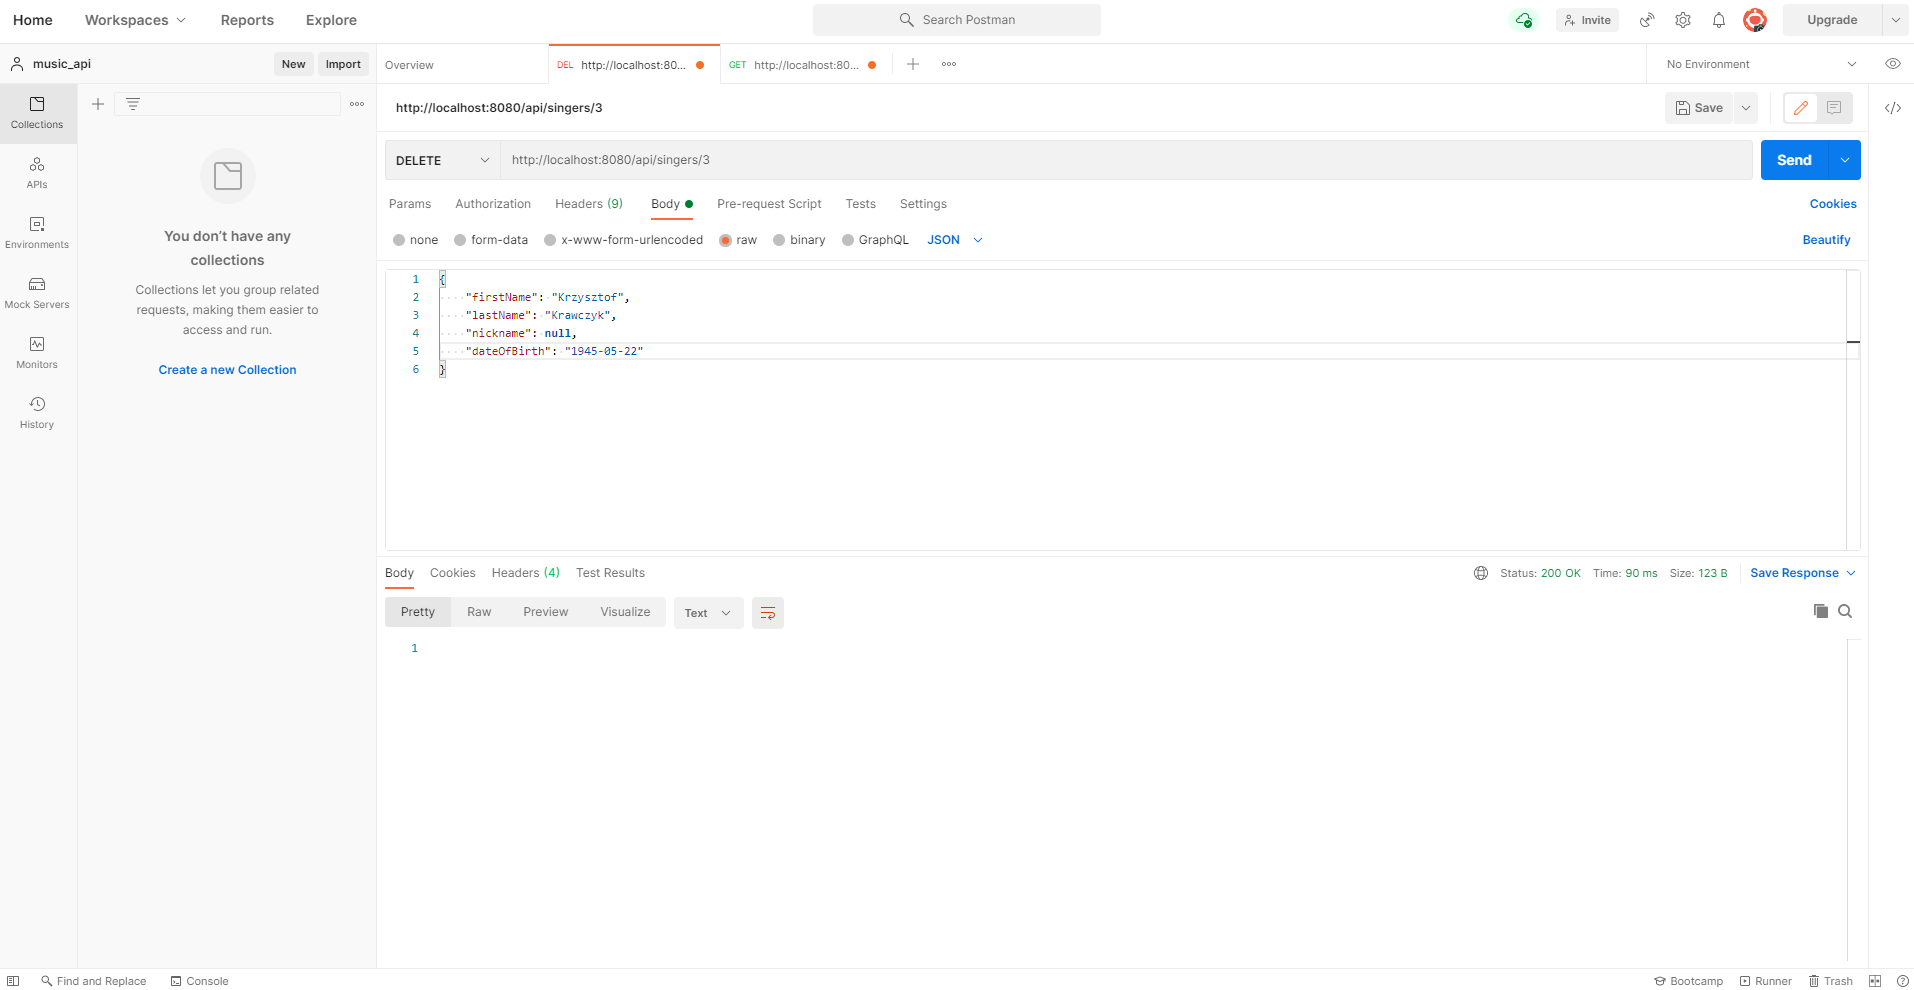 Home Workspaces Reports Explore Search Postman Invite Upgrade
music_api New Import Overview DEL http://localhost:80... GET http://localhost:80... No Environment
Collections
http://localhost:8080/api/singers/3 Save
DELETE http://localhost:8080/api/singers/3 Send
APIs
Params Authorization Headers (9) Body Pre-request Script Tests Settings Cookies
none form-data x-www-form-urlencoded raw binary GraphQL JSON Beautify
Environments
You don't have any
collections
Collections let you group related
requests, making them easier to
access and run.
Create a new Collection
Mock Servers
Monitors
History
1 {
2 "firstName": "Krzysztof",
3 "lastName": "Krawczyk",
4 "nickname": null,
5 "dateOfBirth": "1945-05-22"
6 }
Body Cookies Headers (4) Test Results Status: 200 OK Time: 90 ms Size: 123 B Save Response
Pretty Raw Preview Visualize Text
1
Find and Replace Console Bootcamp Runner Trash